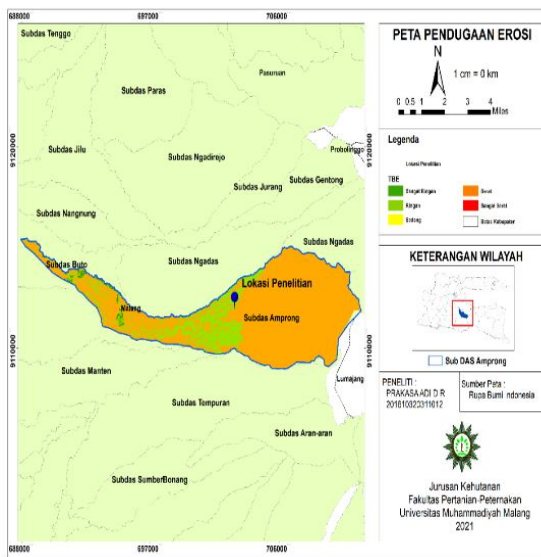 688000 697000 706000
Subdas Tenggo
Pasuruan
Subdas Paras
9120000 9120000
Probolinggo
Subdas Jilu
Subdas Ngadirejo
Subdas Gentong
Subdas Jurang
Subdas Nangnung
Subdas Ngadas
Subdas Ngadas
Subdas Buto
Lokasi Penelitian
Malang
Subdas Amprong
9110000 9110000
Subdas Manten
Lumajang
Subdas Tempuran
Subdas Aran-aran
Subdas SumberBonang
688000 697000 706000
PETA PENDUGAAN EROSI
N
1 cm = 0 km
0 0.5 1 2 3 4
Miles
Legenda
Lokasi Penelitian
TBE
Sangat Ringan
Ringan
Sedang
Berat
Sangat Berat
Batas Kabupaten
KETERANGAN WILAYAH
Sub DAS Amprong
PENELITI :
PRAKASA ADI D R
201610320311012
Sumber Peta :
Rupa Bumi Indonesia
Jurusan Kehutanan
Fakultas Pertanian-Peternakan
Universitas Muhammadiyah Malang
2021